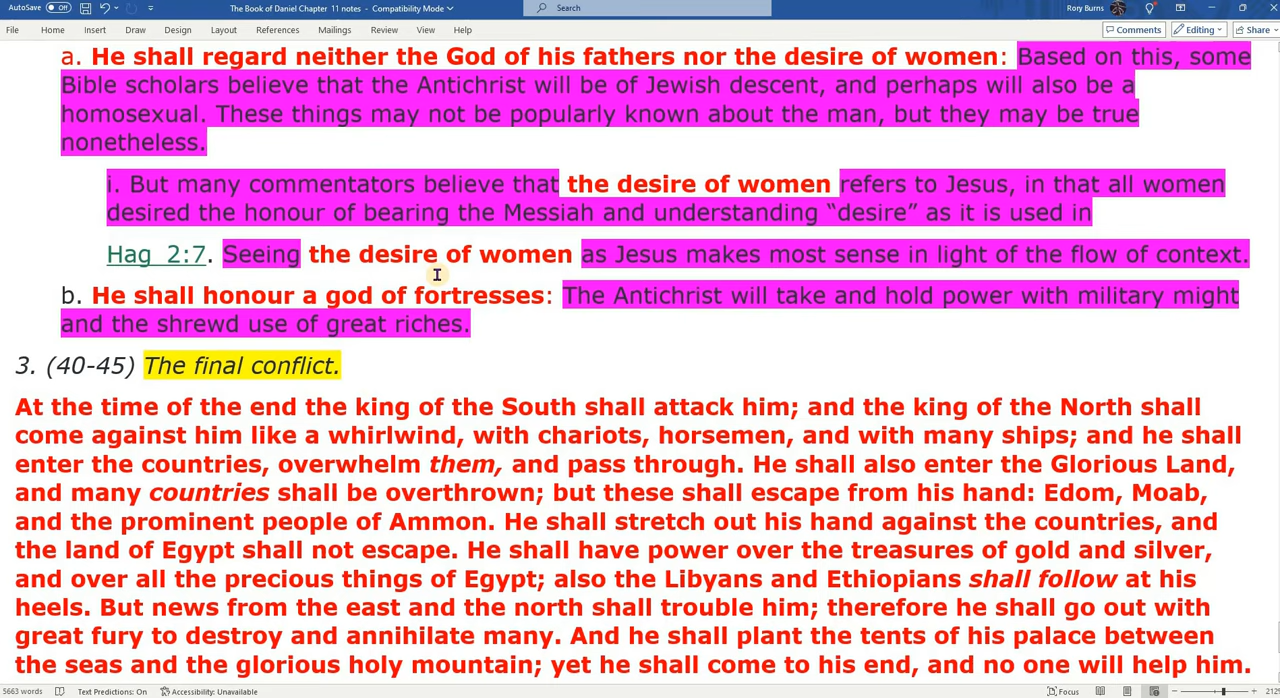 AutoSave Off The Book of Daniel Chapter 11 notes - Compatibility Mode Search Rory Burns
File Home Insert Draw Design Layout References Mailings Review View Help Comments Editing Share
a. He shall regard neither the God of his fathers nor the desire of women: Based on this, some
Bible scholars believe that the Antichrist will be of Jewish descent, and perhaps will also be a
homosexual. These things may not be popularly known about the man, but they may be true
nonetheless.
i. But many commentators believe that the desire of women refers to Jesus, in that all women
desired the honour of bearing the Messiah and understanding “desire” as it is used in
Hag 2:7. Seeing the desire of women as Jesus makes most sense in light of the flow of context.
b. He shall honour a god of fortresses: The Antichrist will take and hold power with military might
and the shrewd use of great riches.
3. (40-45) The final conflict.
At the time of the end the king of the South shall attack him; and the king of the North shall
come against him like a whirlwind, with chariots, horsemen, and with many ships; and he shall
enter the countries, overwhelm them, and pass through. He shall also enter the Glorious Land,
and many countries shall be overthrown; but these shall escape from his hand: Edom, Moab,
and the prominent people of Ammon. He shall stretch out his hand against the countries, and
the land of Egypt shall not escape. He shall have power over the treasures of gold and silver,
and over all the precious things of Egypt; also the Libyans and Ethiopians shall follow at his
heels. But news from the east and the north shall trouble him; therefore he shall go out with
great fury to destroy and annihilate many. And he shall plant the tents of his palace between
the seas and the glorious holy mountain; yet he shall come to his end, and no one will help him.
5663 words Text Predictions: On Accessibility: Unavailable Focus